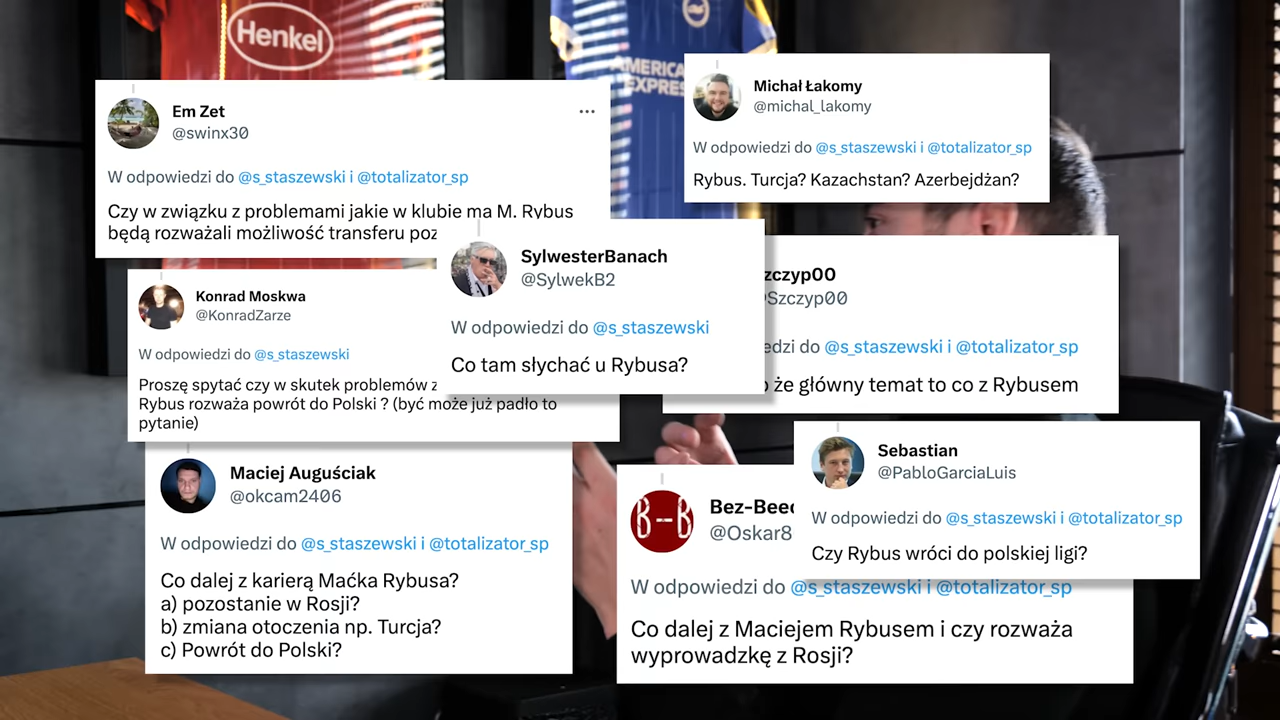 Henkel
AMERICA
EXPRES
Em Zet
@swinx30
W odpowiedzi do @s_staszewski i @totalizator_sp
Czy w związku z problemami jakie w klubie ma M. Rybus
będą rozważali możliwość transferu poz
Michał Łakomy
@michal_lakomy
W odpowiedzi do @s_staszewski i @totalizator_sp
Rybus. Turcja? Kazachstan? Azerbejdżan?
SylwesterBanach
@SylwekB2
W odpowiedzi do @s_staszewski
Co tam słychać u Rybusa?
zczyp00
Szczyp00
edzi do @s_staszewski i @totalizator_sp
że główny temat to co z Rybusem
Konrad Moskwa
@KonradZarze
W odpowiedzi do @s_staszewski
Proszę spytać czy w skutek problemów z
Rybus rozważa powrót do Polski ? (być może już padło to
pytanie)
Maciej Auguściak
@okcam2406
W odpowiedzi do @s_staszewski i @totalizator_sp
Co dalej z karierą Maćka Rybusa?
a) pozostanie w Rosji?
b) zmiana otoczenia np. Turcja?
c) Powrót do Polski?
Sebastian
@PabloGarciaLuis
W odpowiedzi do @s_staszewski i @totalizator_sp
Czy Rybus wróci do polskiej ligi?
B--B
Bez-Beec
@Oskar8
W odpowiedzi do @s_staszewski i @totalizator_sp
Co dalej z Maciejem Rybusem i czy rozważa
wyprowadzkę z Rosji?